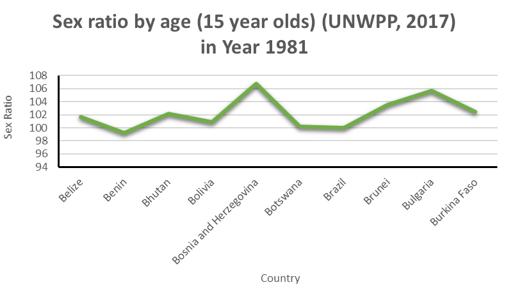 Sex ratio by age (15 year olds) (UNWPP, 2017)
in Year 1981
108
106
104
102
100
98
96
94
Sex Ratio
Belize
Benin
Bhutan
Bolivia
Bosnia and Herzegovina
Botswana
Brazil
Brunei
Bulgaria
Burkina Faso
Country